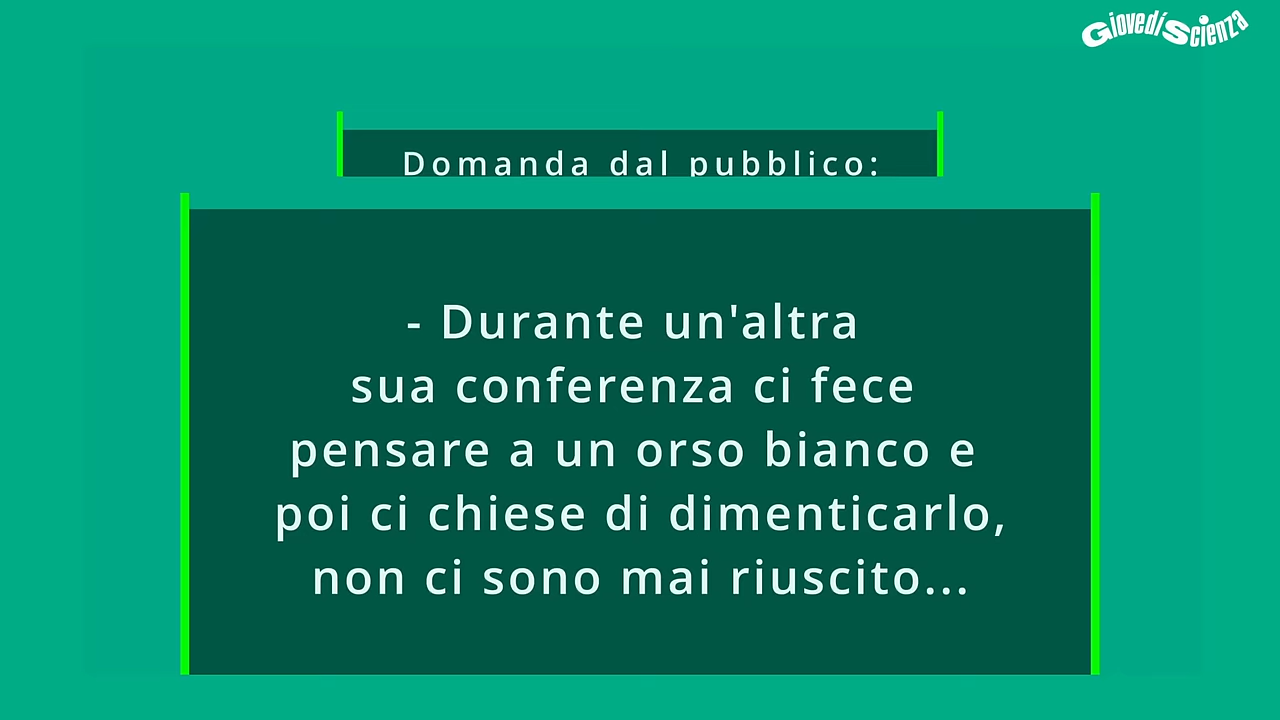 GiovedìScienza
Domanda dal pubblico:
- Durante un'altra
sua conferenza ci fece
pensare a un orso bianco e
poi ci chiese di dimenticarlo,
non ci sono mai riuscito...